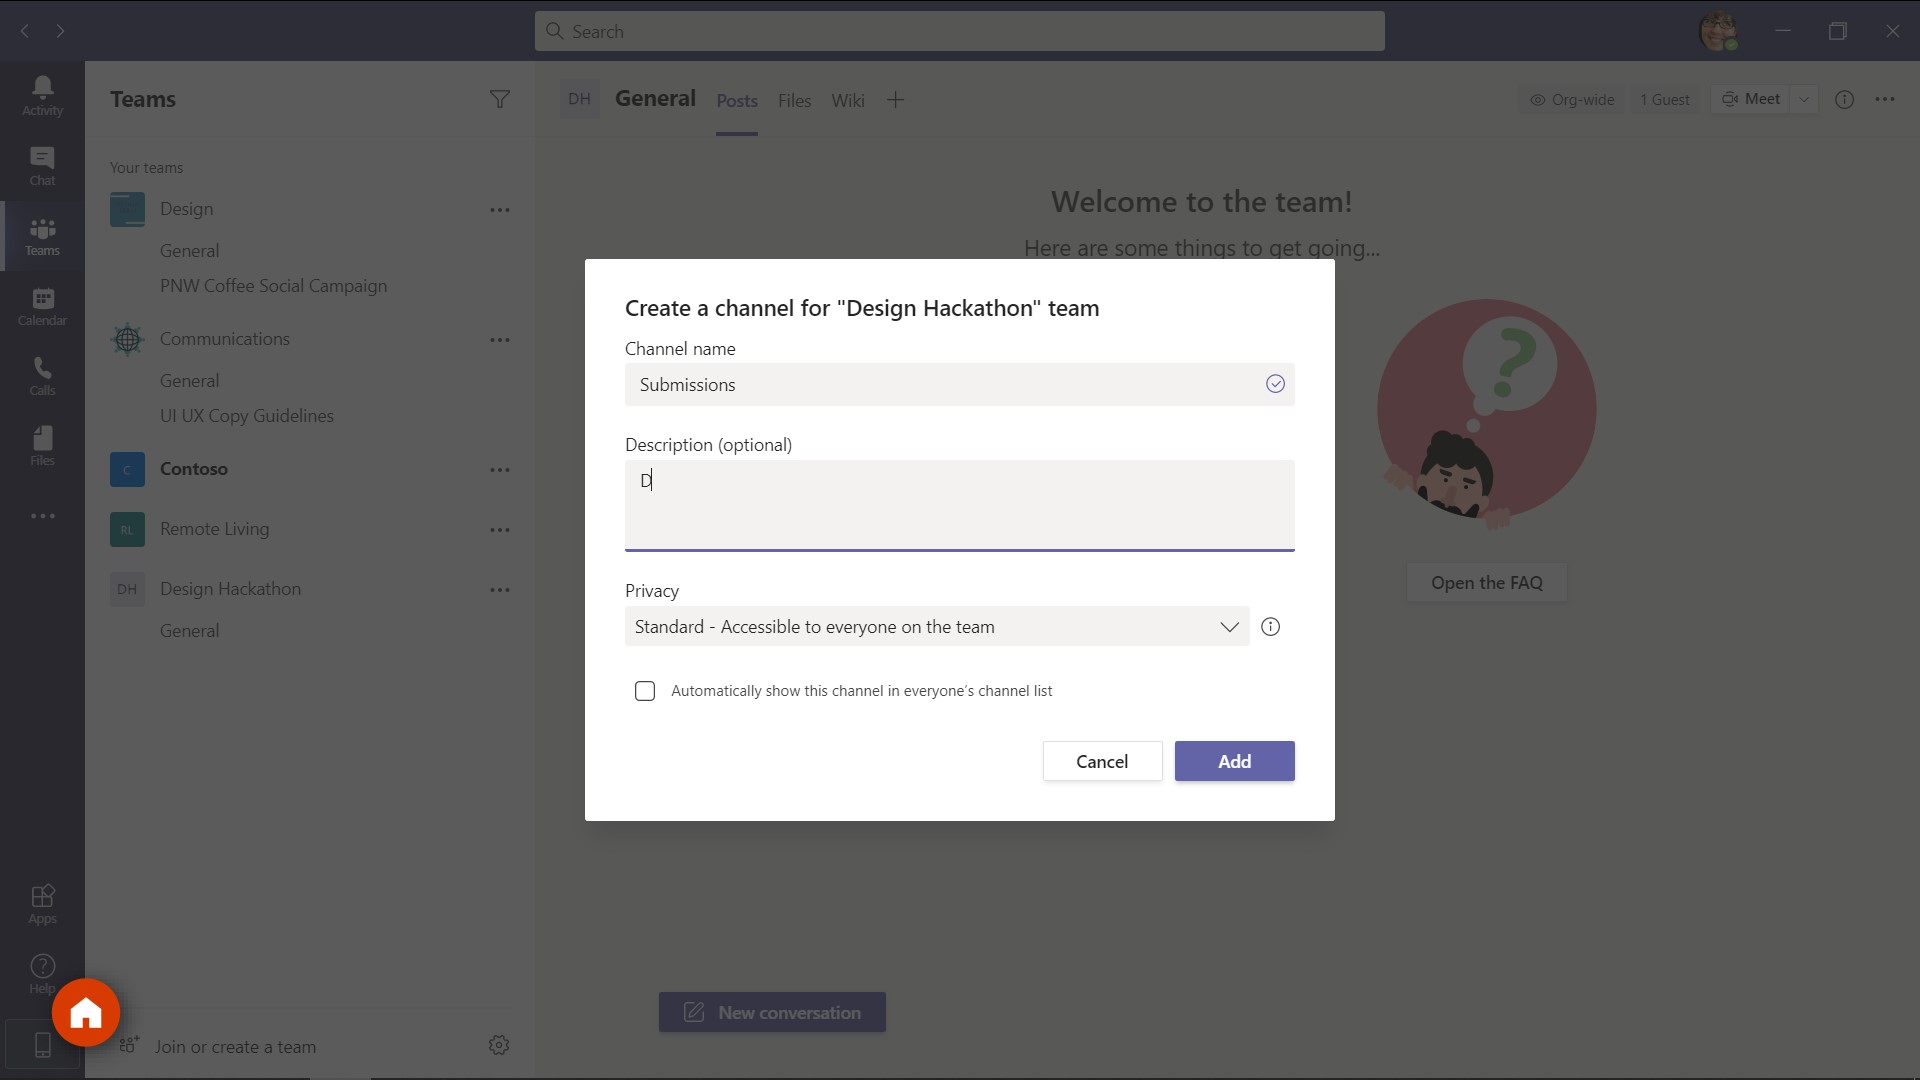 Search
Activity
Chat
Teams
Calendar
Calls
Files
Apps
Help
Teams
Your teams
Design
General
PNW Coffee Social Campaign
Communications
General
UI UX Copy Guidelines
C
Contoso
RL
Remote Living
DH
Design Hackathon
General
Join or create a team
DH
General
Posts
Files
Wiki
Org-wide
1 Guest
Meet
Welcome to the team!
Here are some things to get going...
?
Open the FAQ
New conversation
Create a channel for "Design Hackathon" team
Channel name
Submissions
Description (optional)
D
Privacy
Standard - Accessible to everyone on the team
Automatically show this channel in everyone's channel list
Cancel
Add